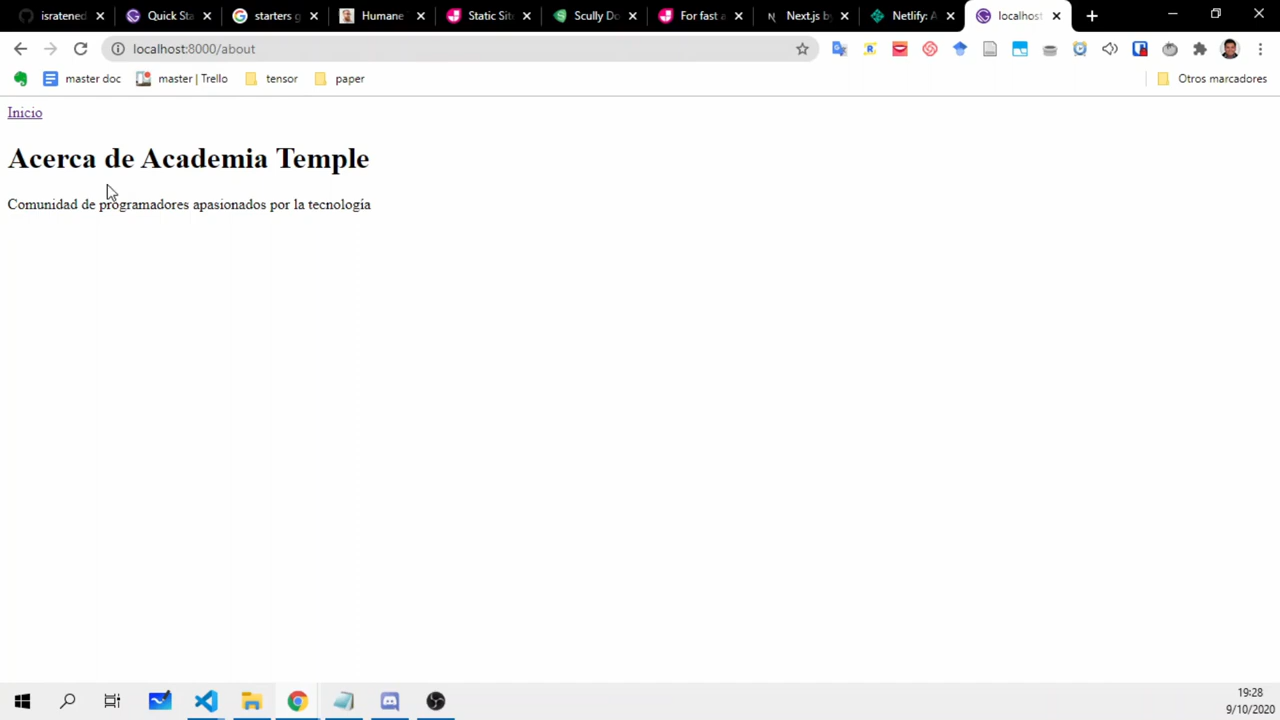 isratened
Quick Sta
starters g
Humane
Static Site
Scully Do
For fast a
Next.js by
Netlify: A
localhost:
localhost:8000/about
master doc
master | Trello
tensor
paper
Otros marcadores
Inicio
Acerca de Academia Temple
Comunidad de programadores apasionados por la tecnología
19:28
9/10/2020